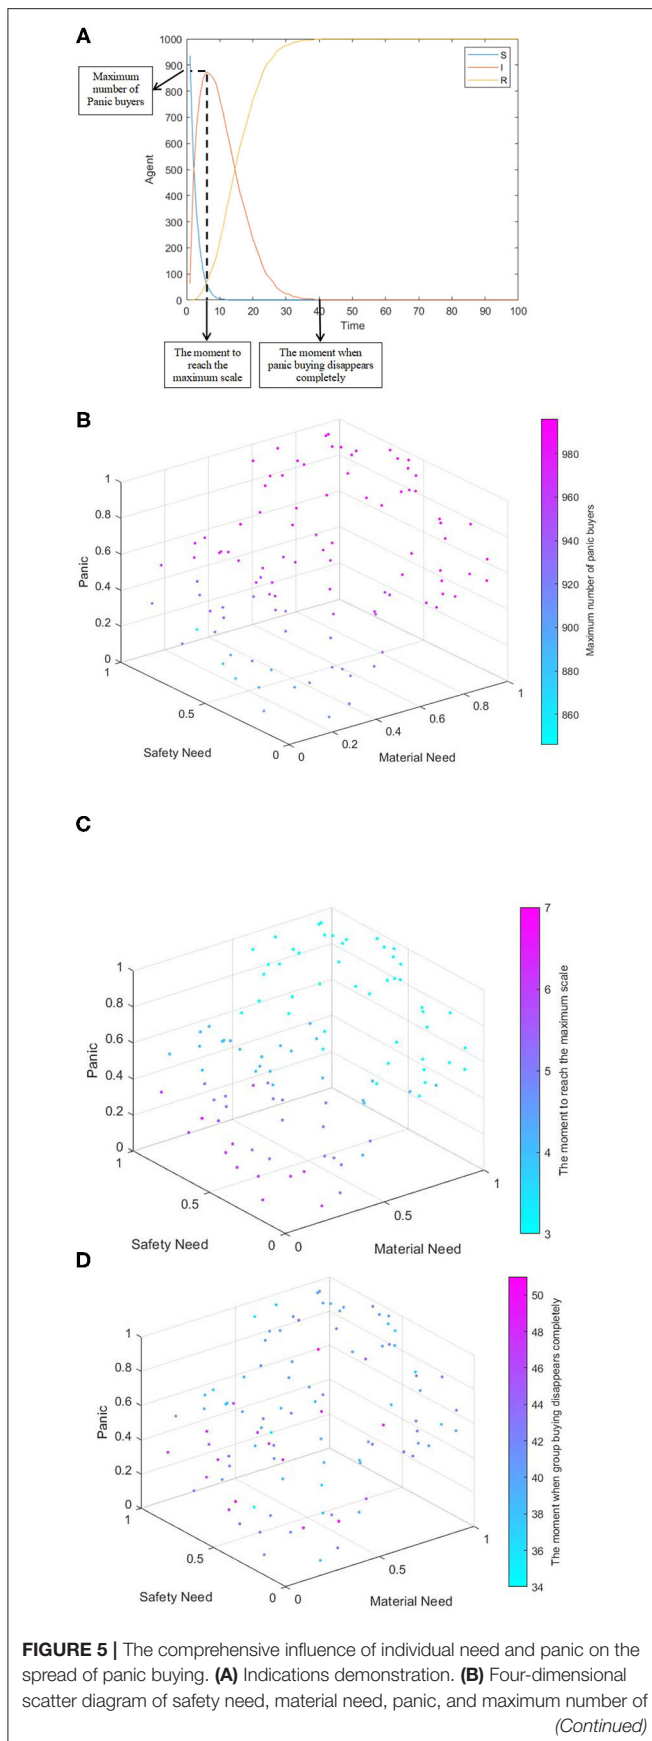 A
1000
900
800
700
600
500
400
300
200
100
0
Agent
S
I
R
Maximum
number of
Panic buyers
0 10 20 30 40 50 60 70 80 90 100
Time
The moment to
reach the
maximum scale
The moment when
panic buying disappears
completely
B
1
0.8
0.6
0.4
0.2
0
Panic
1
0.5
0
Safety Need
0
0.2
0.4
0.6
0.8
1
Material Need
980
960
940
920
900
880
860
Maximum number of panic buyers
C
1
0.8
0.6
0.4
0.2
0
Panic
1
0.5
0
Safety Need
0
0.5
1
Material Need
7
6
5
4
3
The moment to reach the maximum scale
D
1
0.8
0.6
0.4
0.2
0
Panic
1
0.5
0
Safety Need
0
0.5
1
Material Need
50
48
46
44
42
40
38
36
34
The moment when group buying disappears completely
FIGURE 5 | The comprehensive influence of individual need and panic on the
spread of panic buying. (A) Indications demonstration. (B) Four-dimensional
scatter diagram of safety need, material need, panic, and maximum number of
(Continued)